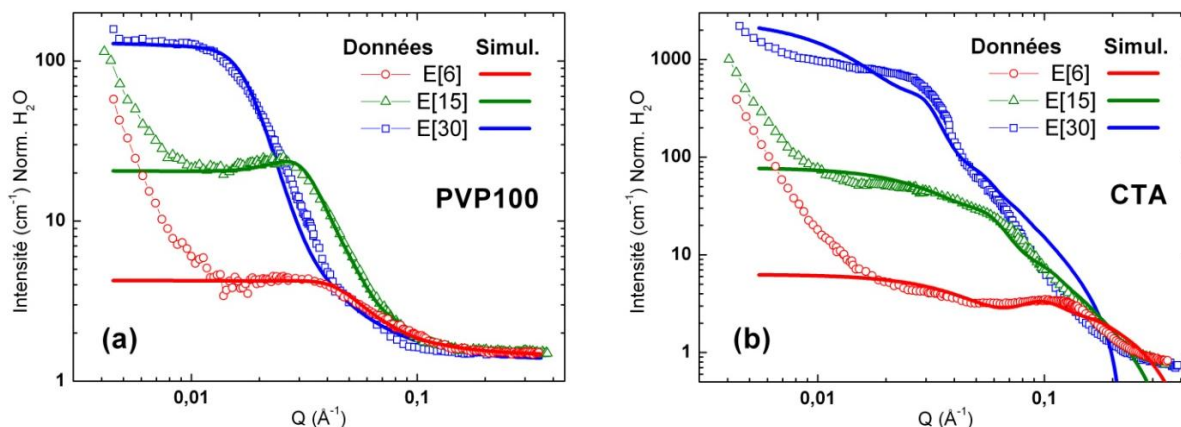 Données Simul.
E[6]
E[15]
E[30]
PVP100
(a)
100
10
1
0,01
0,1
Q (Å⁻¹)
Intensité (cm⁻¹) Norm. H₂O
Données Simul.
E[6]
E[15]
E[30]
CTA
(b)
1000
100
10
1
0,01
0,1
Q (Å⁻¹)
Intensité (cm⁻¹) Norm. H₂O